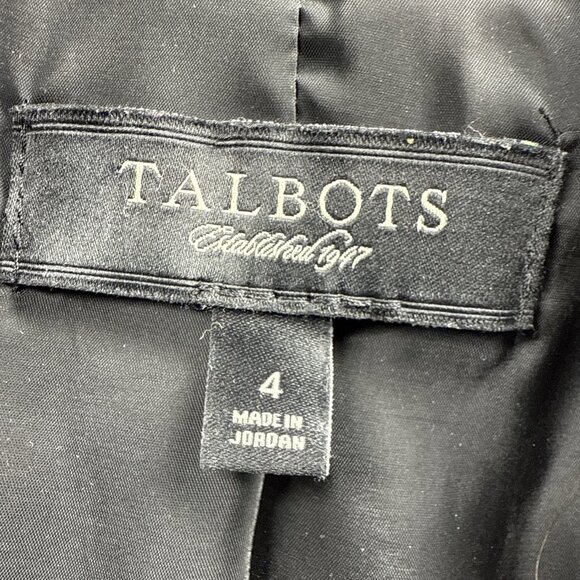 TALBOTS
Established 1947
4
MADE IN
JORDAN